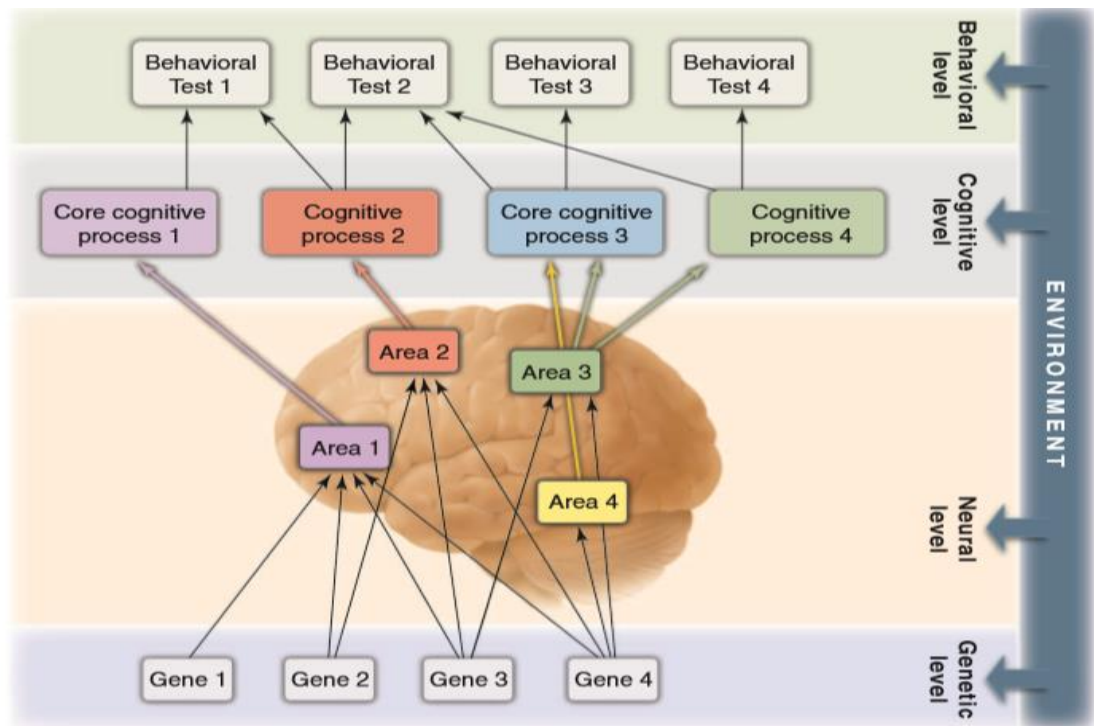 Behavioral
Test 1
Behavioral
Test 2
Behavioral
Test 3
Behavioral
Test 4
Behavioral
level
Core cognitive
process 1
Cognitive
process 2
Core cognitive
process 3
Cognitive
process 4
Cognitive
level
Area 1
Area 2
Area 3
Area 4
Neural
level
Gene 1
Gene 2
Gene 3
Gene 4
Genetic
level
ENVIRONMENT